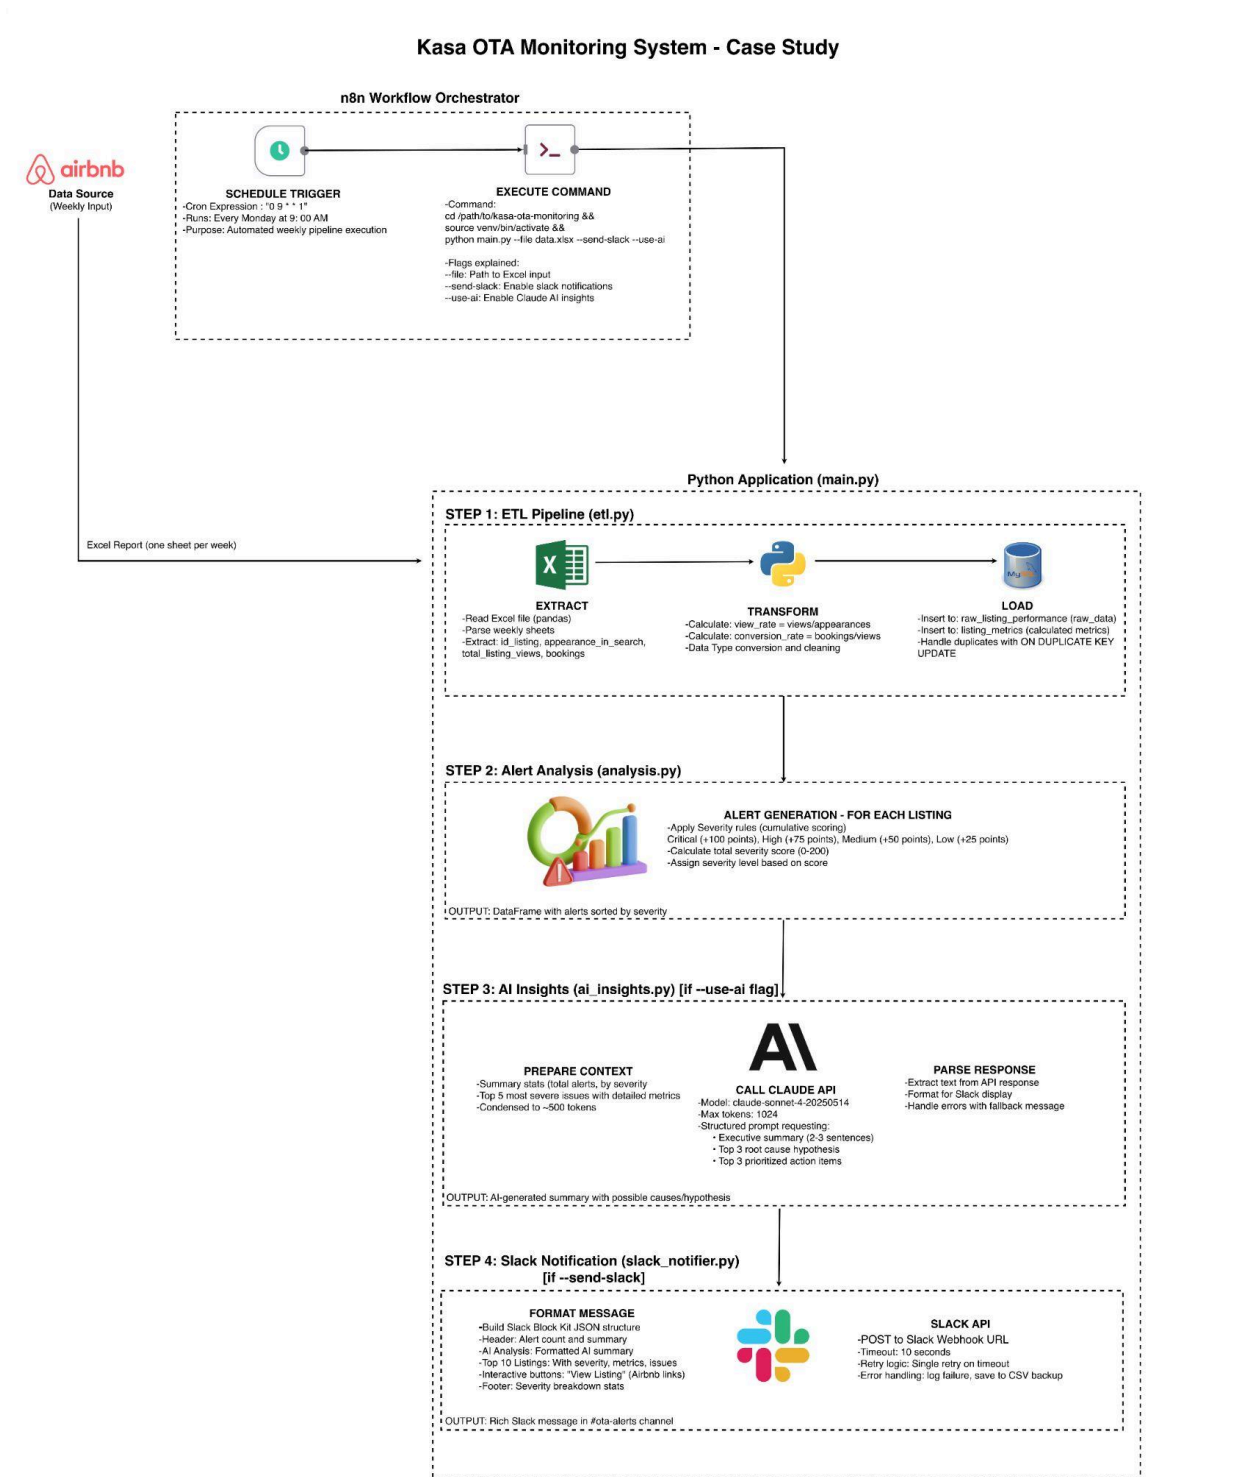 Kasa OTA Monitoring System - Case Study
n8n Workflow Orchestrator
airbnb
Data Source
(Weekly Input)
SCHEDULE TRIGGER
-Cron Expression : "0 9 * * 1"
-Runs: Every Monday at 9: 00 AM
-Purpose: Automated weekly pipeline execution
EXECUTE COMMAND
-Command:
cd /path/to/kasa-ota-monitoring &&
source venv/bin/activate &&
python main.py --file data.xlsx --send-slack --use-ai
-Flags explained:
--file: Path to Excel input
--send-slack: Enable slack notifications
--use-ai: Enable Claude AI insights
Excel Report (one sheet per week)
Python Application (main.py)
STEP 1: ETL Pipeline (etl.py)
X
EXTRACT
-Read Excel file (pandas)
-Parse weekly sheets
-Extract: id_listing, appearance_in_search,
total_listing_views, bookings
TRANSFORM
-Calculate: view_rate = views/appearances
-Calculate: conversion_rate = bookings/views
-Data Type conversion and cleaning
MySQL
LOAD
-Insert to: raw_listing_performance (raw_data)
-Insert to: listing_metrics (calculated metrics)
-Handle duplicates with ON DUPLICATE KEY
UPDATE
STEP 2: Alert Analysis (analysis.py)
ALERT GENERATION - FOR EACH LISTING
-Apply Severity rules (cumulative scoring)
Critical (+100 points), High (+75 points), Medium (+50 points), Low (+25 points)
-Calculate total severity score (0-200)
-Assign severity level based on score
OUTPUT: DataFrame with alerts sorted by severity
STEP 3: AI Insights (ai_insights.py) [if --use-ai flag]
PREPARE CONTEXT
-Summary stats (total alerts, by severity
-Top 5 most severe issues with detailed metrics
-Condensed to ~500 tokens
AI
CALL CLAUDE API
-Model: claude-sonnet-4-20250514
-Max tokens: 1024
-Structured prompt requesting:
• Executive summary (2-3 sentences)
• Top 3 root cause hypothesis
• Top 3 prioritized action items
PARSE RESPONSE
-Extract text from API response
-Format for Slack display
-Handle errors with fallback message
OUTPUT: AI-generated summary with possible causes/hypothesis
STEP 4: Slack Notification (slack_notifier.py)
[if --send-slack]
FORMAT MESSAGE
-Build Slack Block Kit JSON structure
-Header: Alert count and summary
-AI Analysis: Formatted AI summary
-Top 10 Listings: With severity, metrics, issues
-Interactive buttons: "View Listing" (Airbnb links)
-Footer: Severity breakdown stats
SLACK API
-POST to Slack Webhook URL
-Timeout: 10 seconds
-Retry logic: Single retry on timeout
-Error handling: log failure, save to CSV backup
OUTPUT: Rich Slack message in #ota-alerts channel